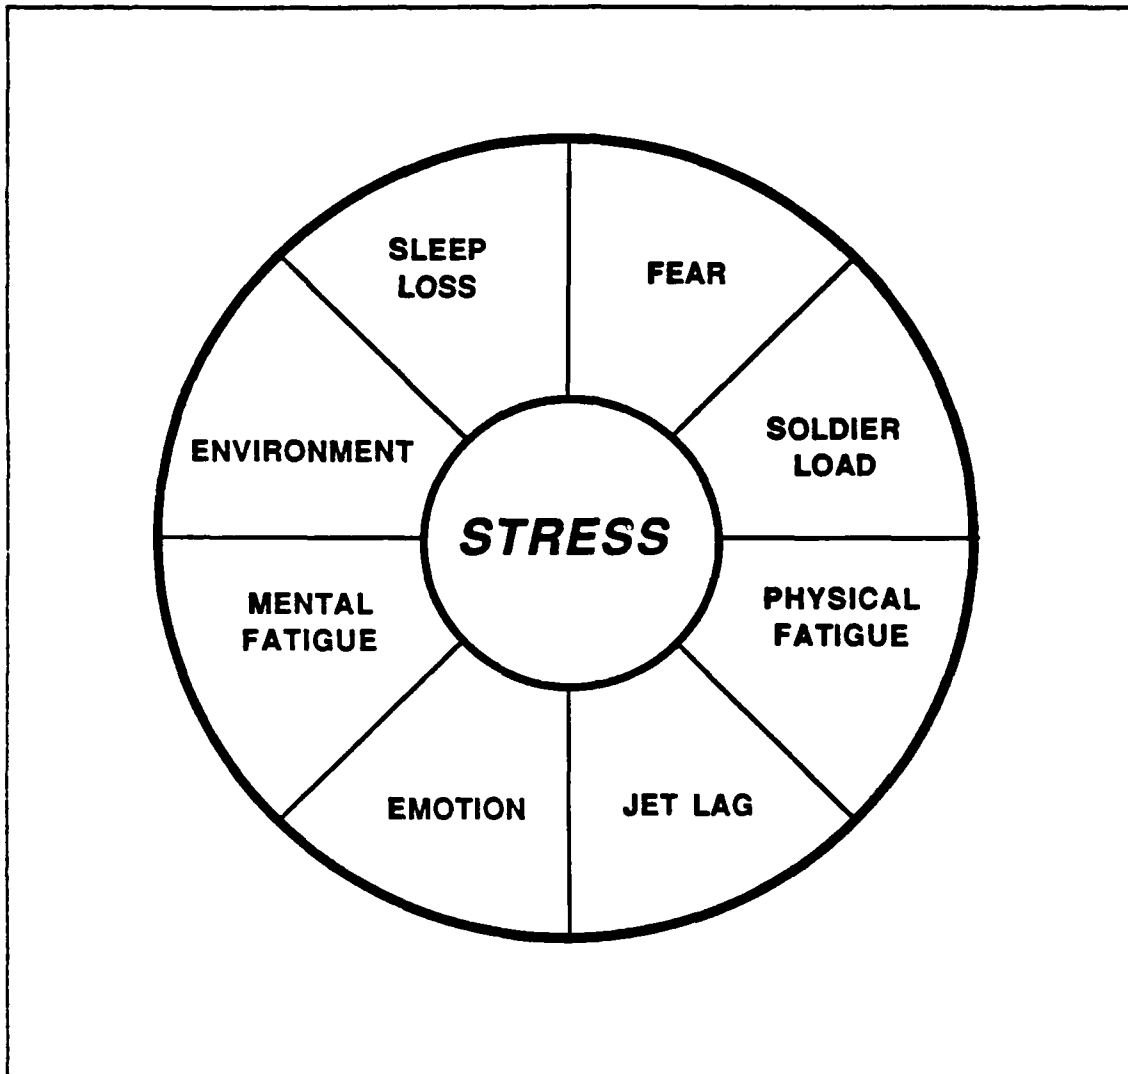 SLEEP
LOSS
FEAR
ENVIRONMENT
SOLDIER
LOAD
STRESS
MENTAL
FATIGUE
PHYSICAL
FATIGUE
EMOTION
JET LAG